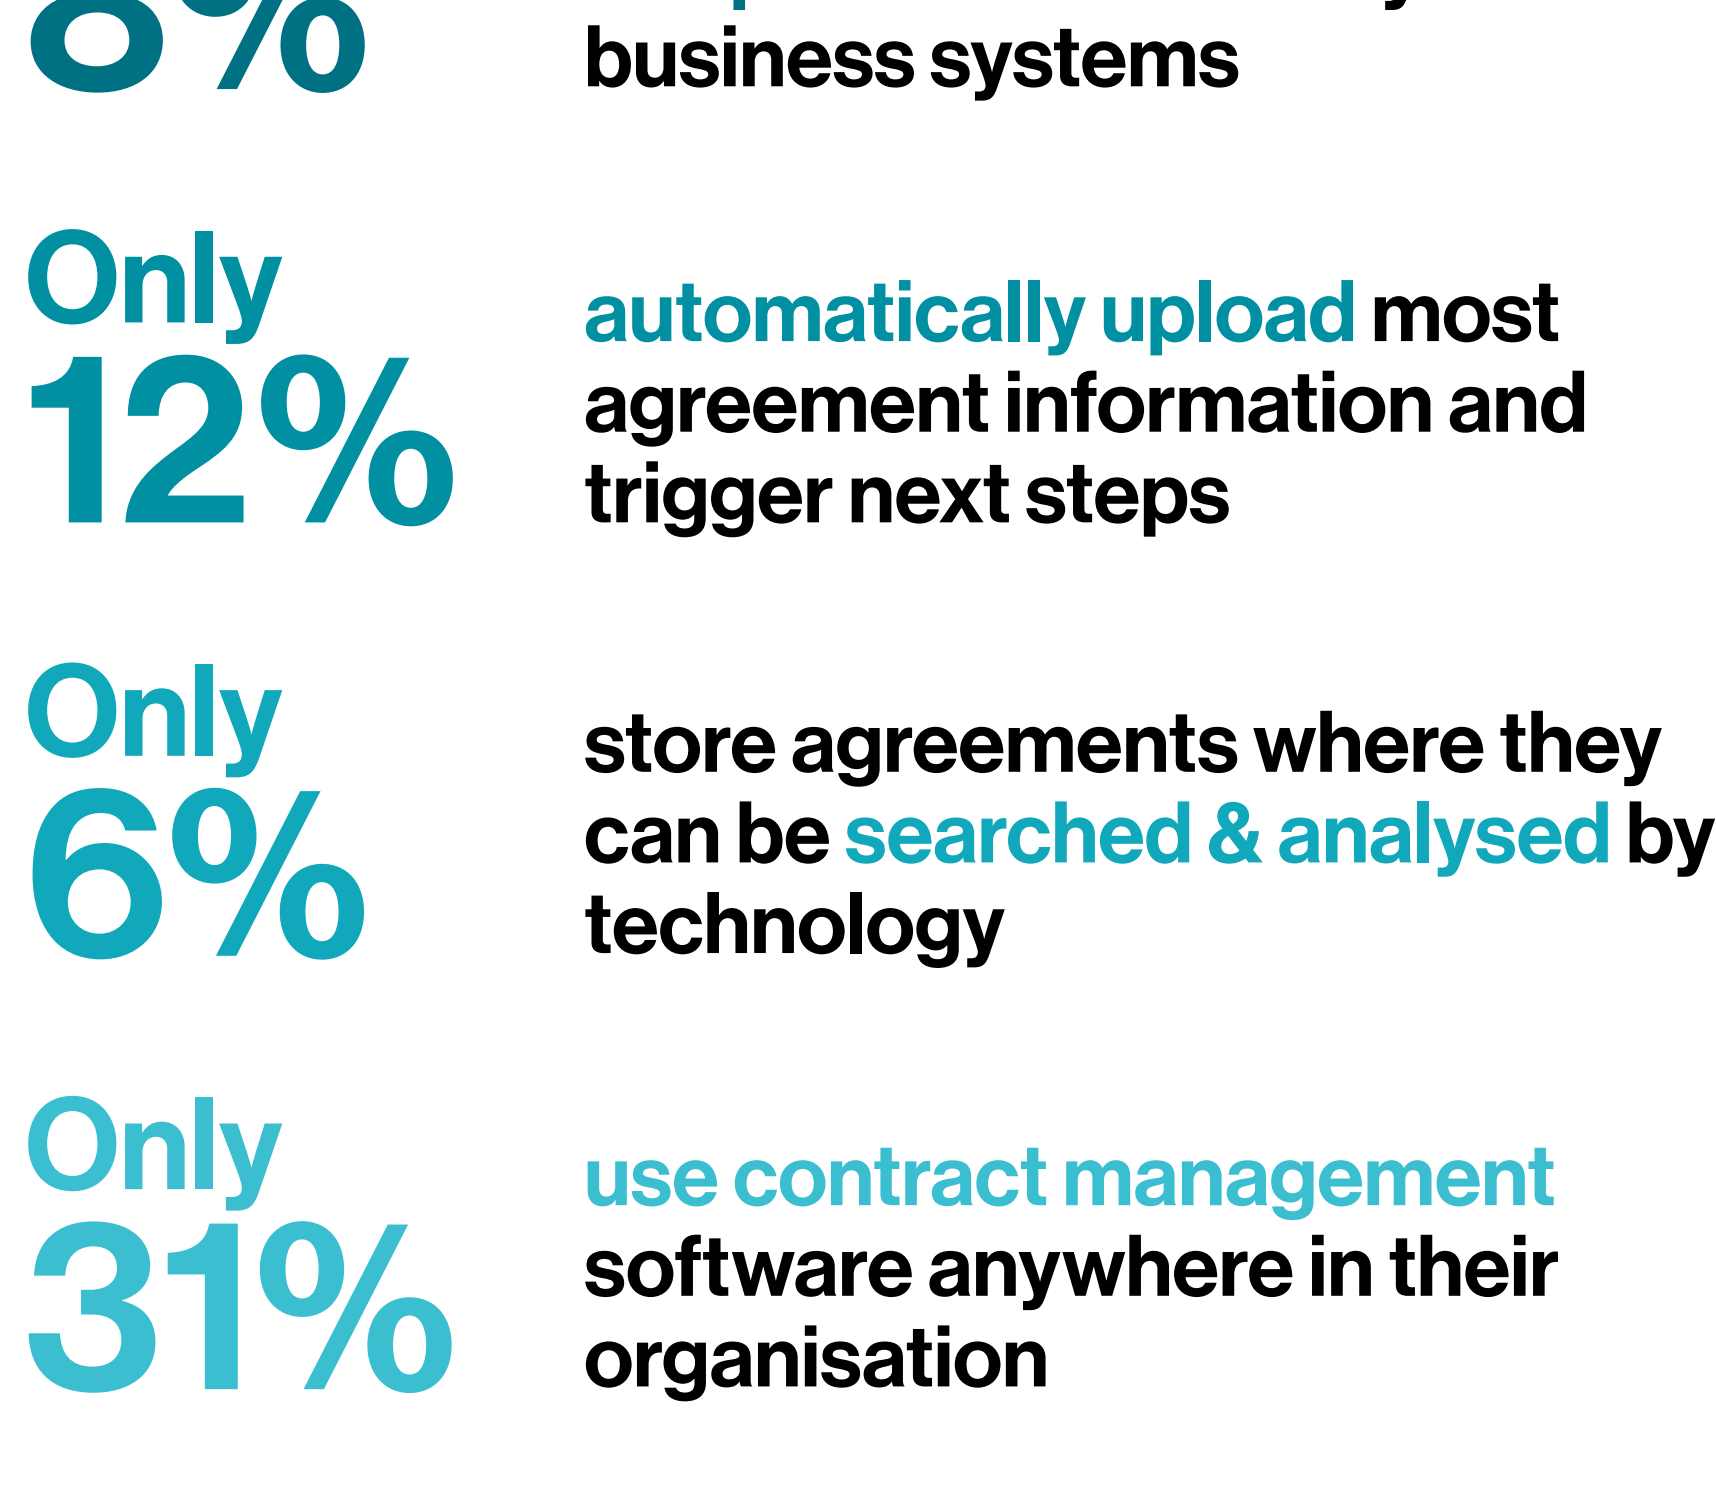 8%
business systems
Only
12%
automatically upload most
agreement information and
trigger next steps
Only
6%
store agreements where they
can be searched & analysed by
technology
Only
31%
use contract management
software anywhere in their
organisation